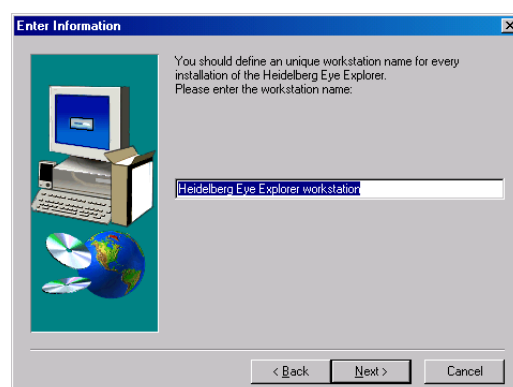 Enter Information
You should define an unique workstation name for every
installation of the Heidelberg Eye Explorer.
Please enter the workstation name:
Heidelberg Eye Explorer workstation
< Back
Next >
Cancel